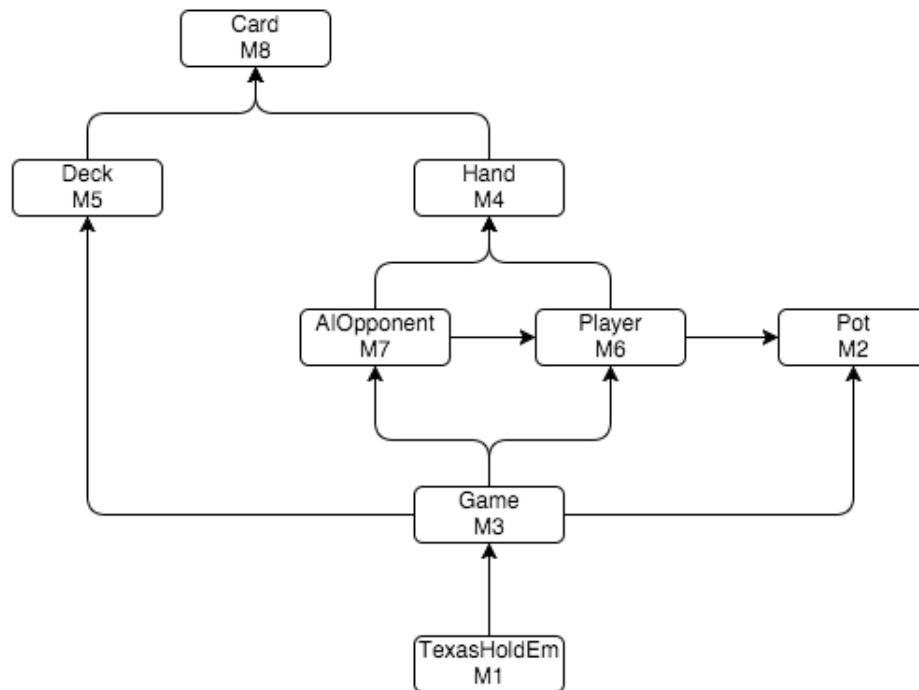 Card
M8
Deck
M5
Hand
M4
AIOpponent
M7
Player
M6
Pot
M2
Game
M3
TexasHoldEm
M1